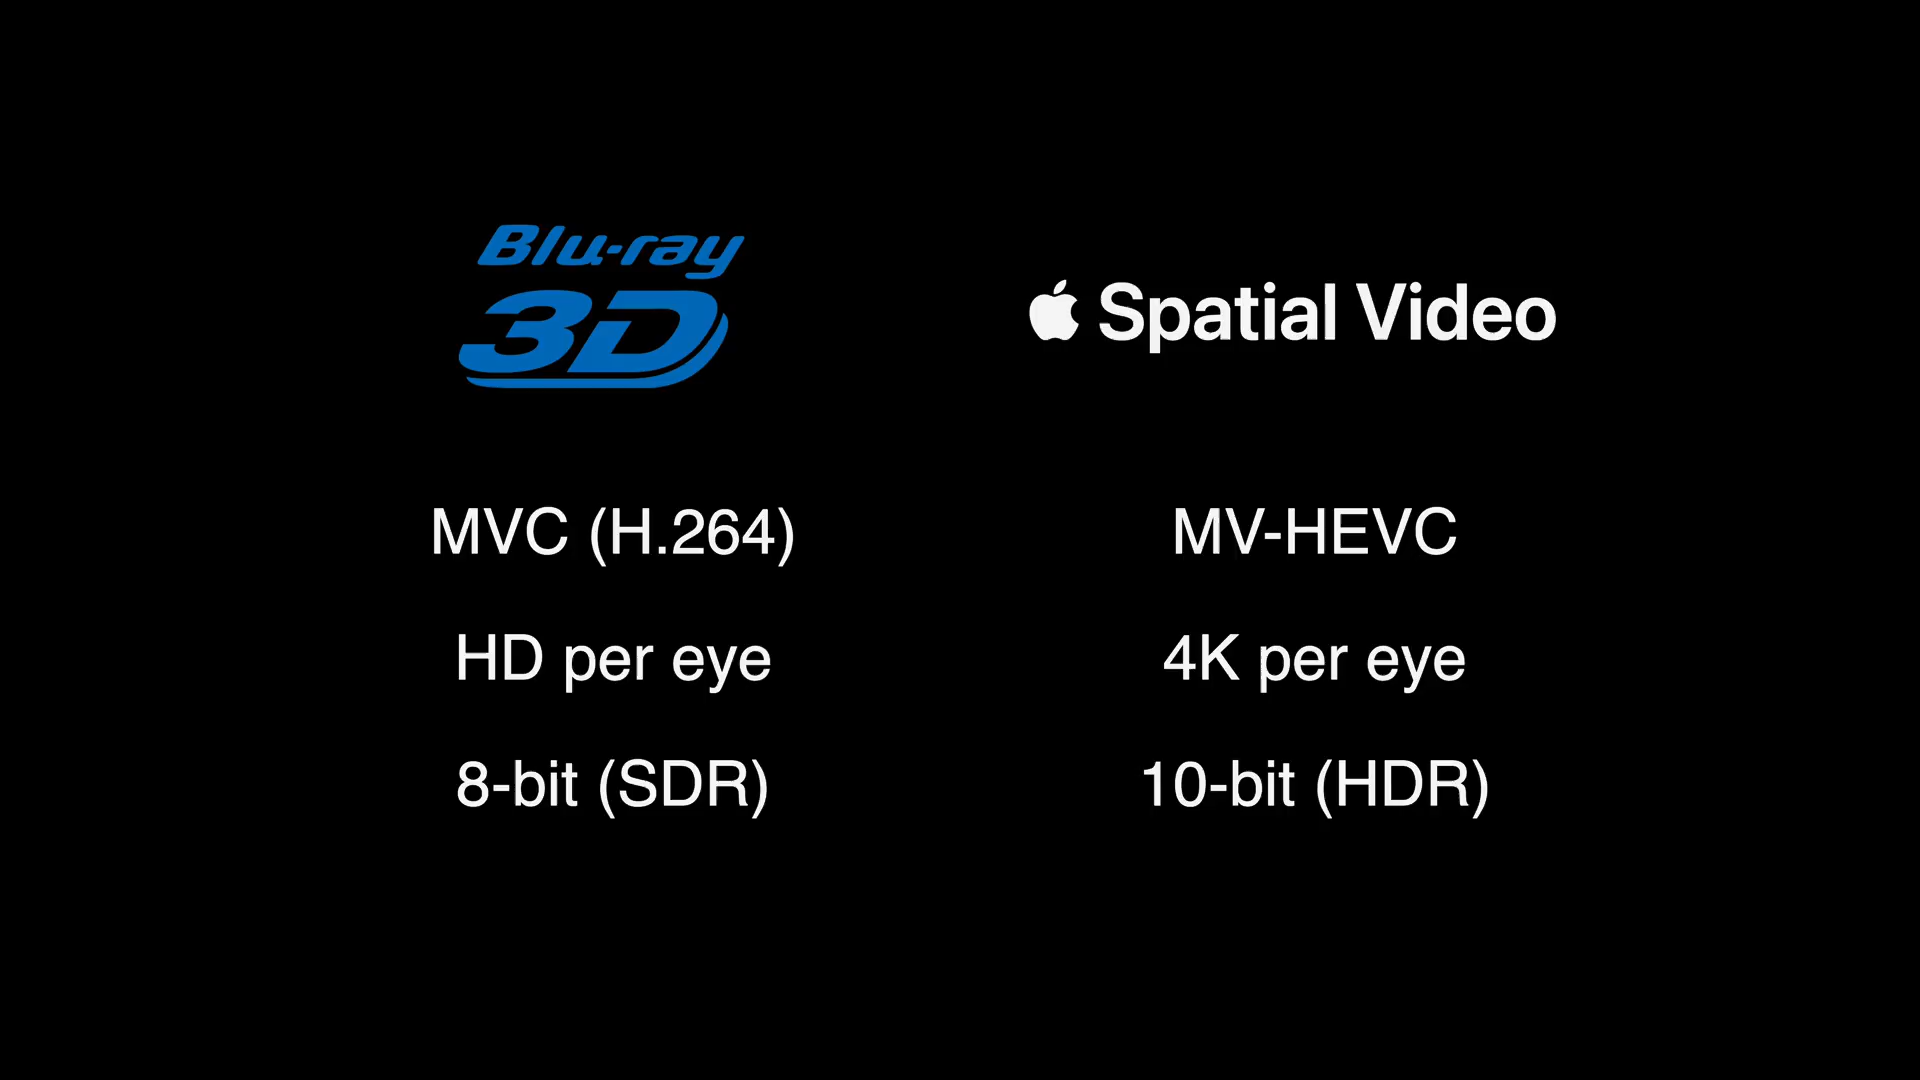 Blu-ray
3D
Spatial Video
MVC (H.264)
MV-HEVC
HD per eye
4K per eye
8-bit (SDR)
10-bit (HDR)